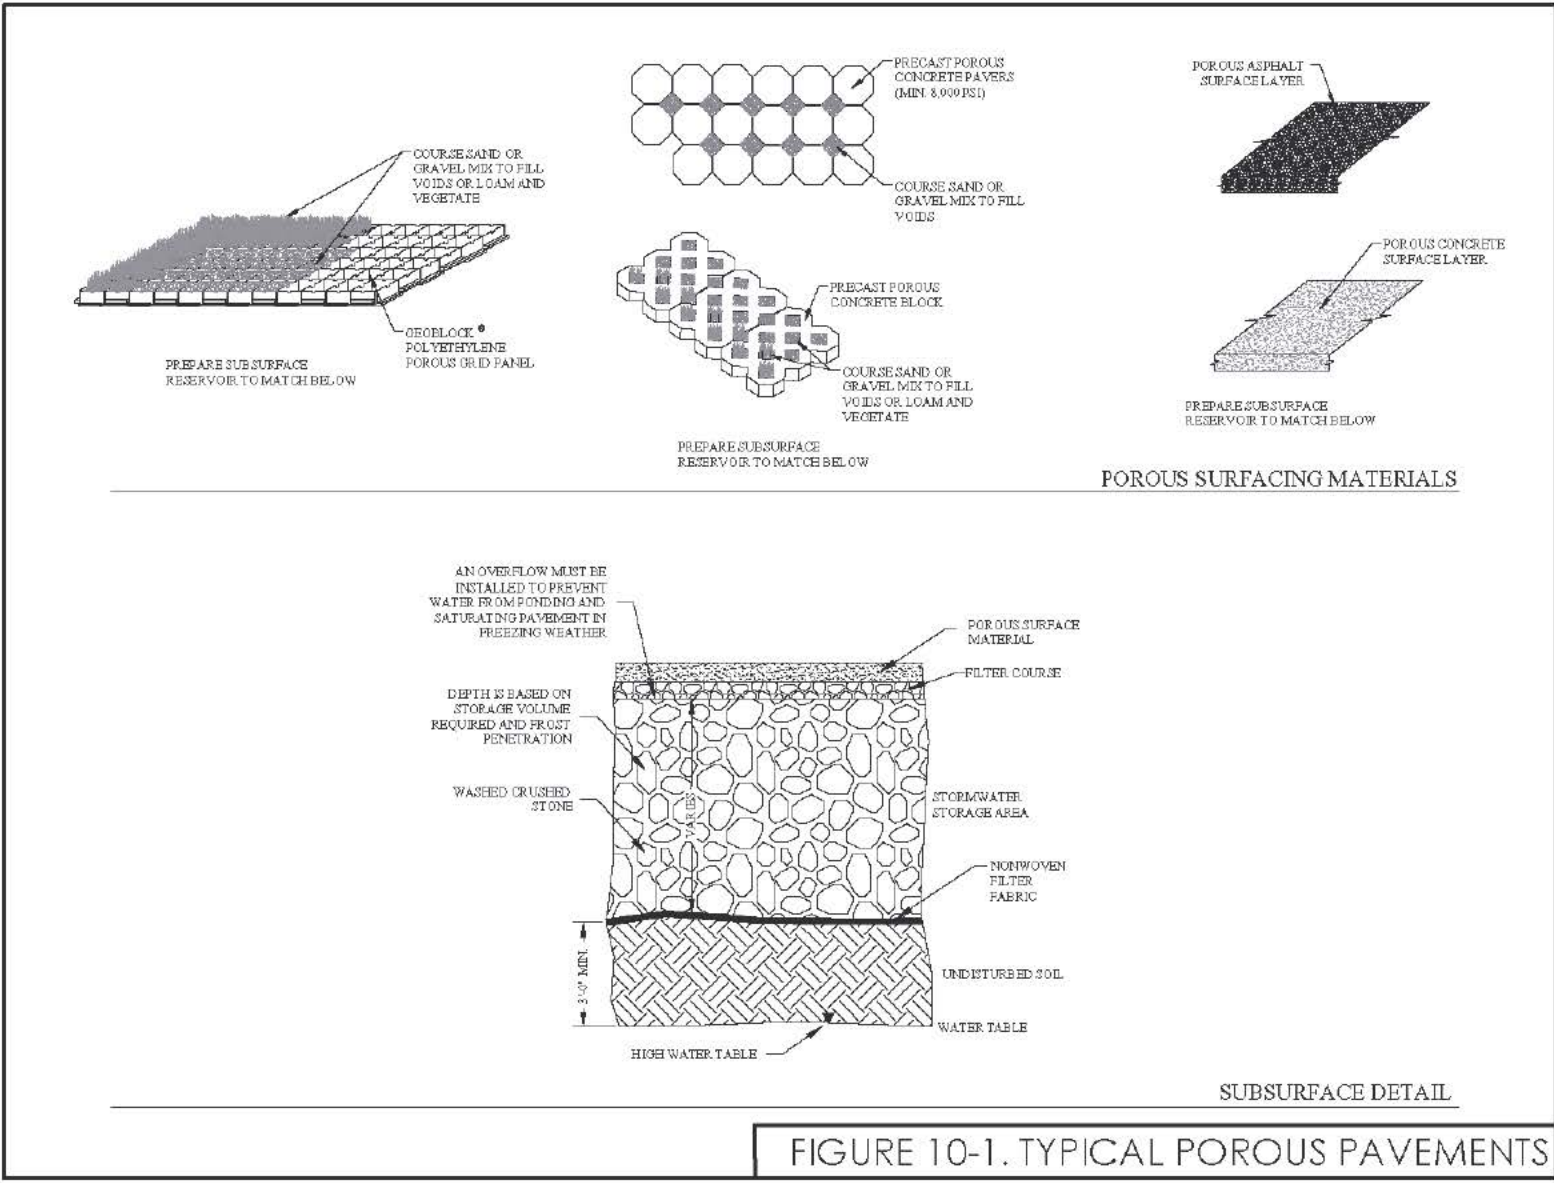 COURSE SAND OR
GRAVEL MIX TO FILL
VOIDS OR LOAM AND
VEGETATE
GEOBLOCK ®
POLYETHYLENE
POROUS GRID PANEL
PREPARE SUBSURFACE
RESERVOIR TO MATCH BELOW
PRECAST POROUS
CONCRETE PAVERS
(MIN. 8,000 PSI)
COURSE SAND OR
GRAVEL MIX TO FILL
VOIDS
PRECAST POROUS
CONCRETE BLOCK
COURSE SAND OR
GRAVEL MIX TO FILL
VOIDS OR LOAM AND
VEGETATE
PREPARE SUBSURFACE
RESERVOIR TO MATCH BELOW
POROUS ASPHALT
SURFACE LAYER
POROUS CONCRETE
SURFACE LAYER
PREPARE SUBSURFACE
RESERVOIR TO MATCH BELOW
POROUS SURFACING MATERIALS
AN OVERFLOW MUST BE
INSTALLED TO PREVENT
WATER FROM PONDING AND
SATURATING PAVEMENT IN
FREEZING WEATHER
DEPTH IS BASED ON
STORAGE VOLUME
REQUIRED AND FROST
PENETRATION
WASHED CRUSHED
STONE
VARIES
3'-0" MIN.
POROUS SURFACE
MATERIAL
FILTER COURSE
STORMWATER
STORAGE AREA
NONWOVEN
FILTER
FABRIC
UNDISTURBED SOIL
WATER TABLE
HIGH WATER TABLE
SUBSURFACE DETAIL
FIGURE 10-1. TYPICAL POROUS PAVEMENTS